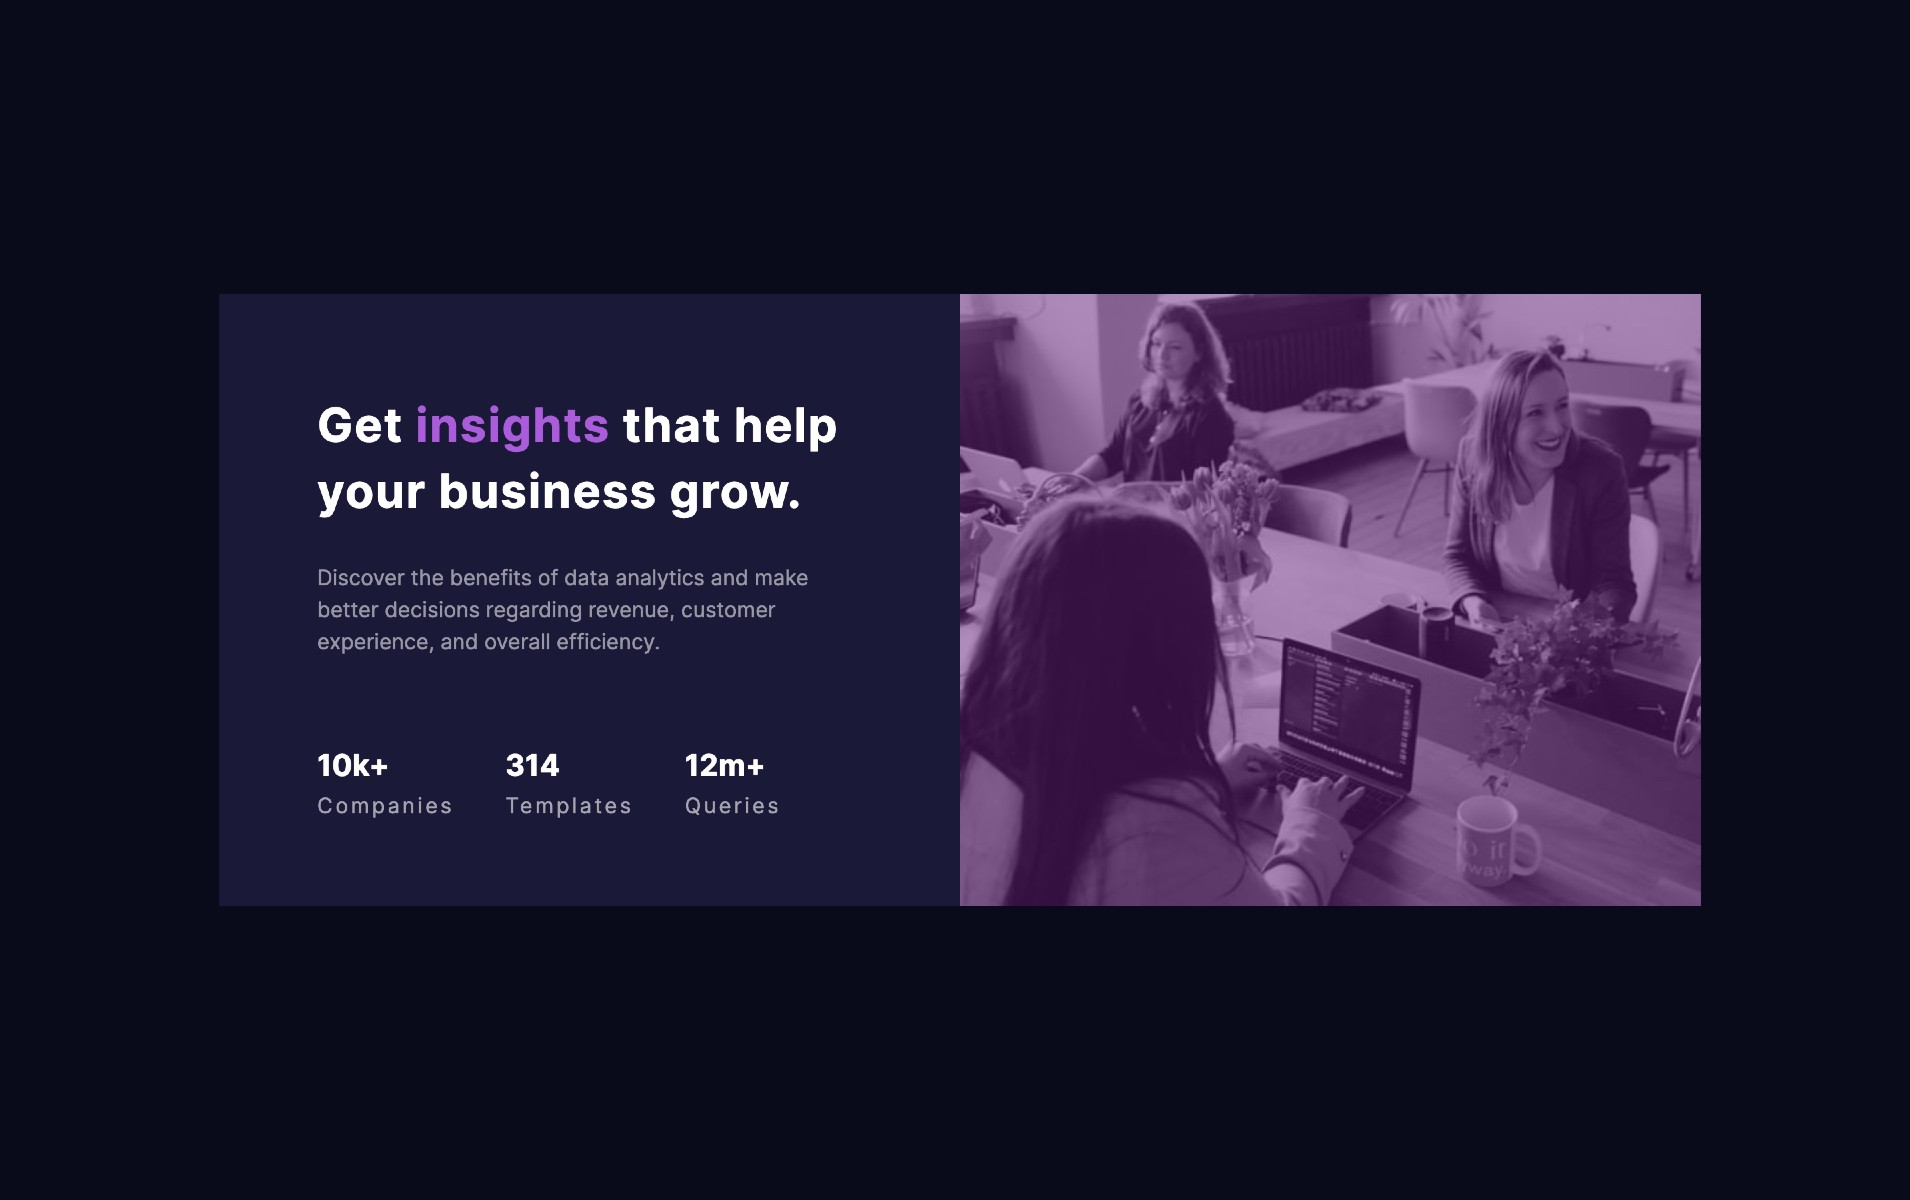 Get insights that help
your business grow.
Discover the benefits of data analytics and make
better decisions regarding revenue, customer
experience, and overall efficiency.
10k+ 314 12m+
Companies Templates Queries